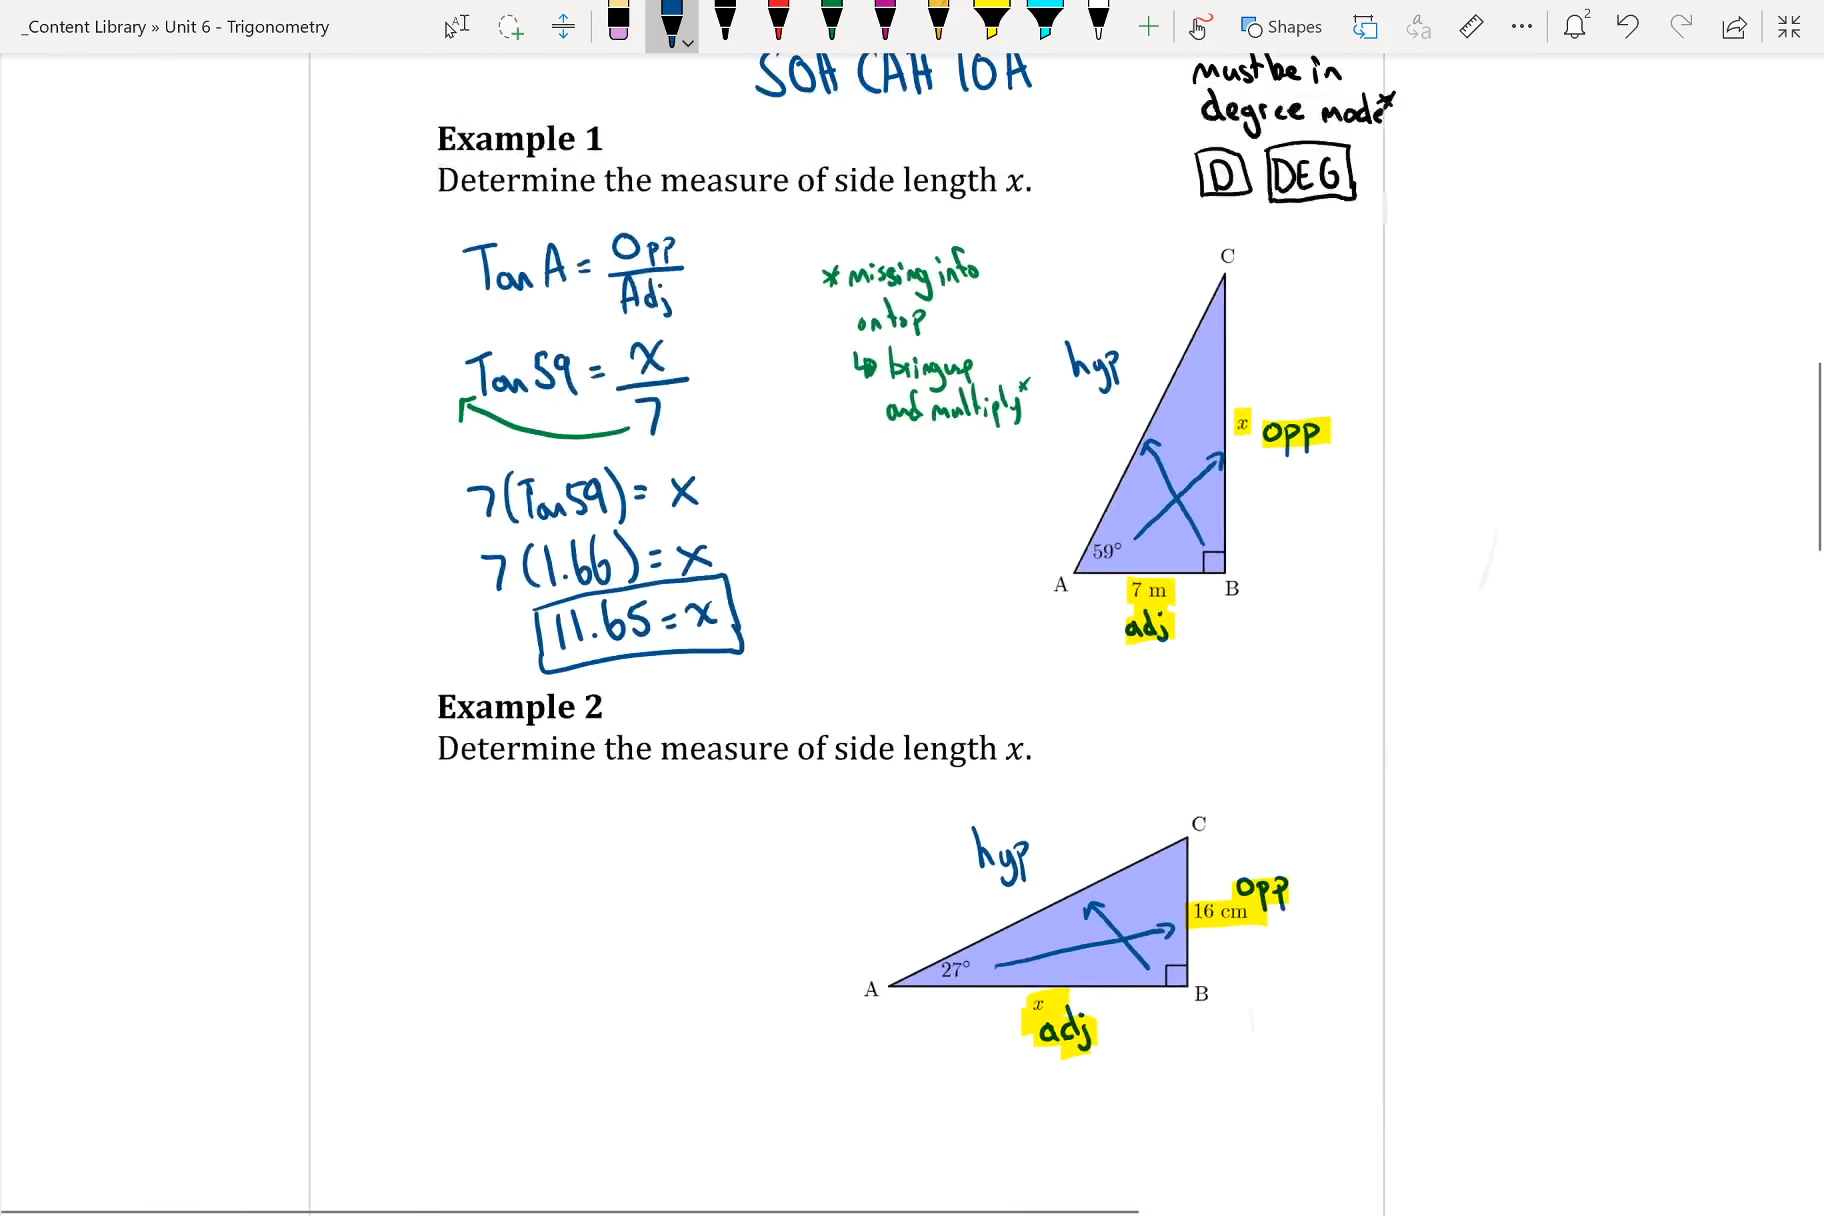 _Content Library » Unit 6 - Trigonometry
Shapes
2
SOH CAH TOA
must be in
degree mode*
D DEG
Example 1
Determine the measure of side length x.
Tan A = Opp
Adj
Tan 59 = x
7
7(Tan 59) = x
7(1.66) = x
11.65 = x
* missing info
on top
↳ bring up
and multiply*
C
hyp
x opp
59°
A
7 m
B
adj
Example 2
Determine the measure of side length x.
C
hyp
opp
16 cm
27°
A
x
B
adj